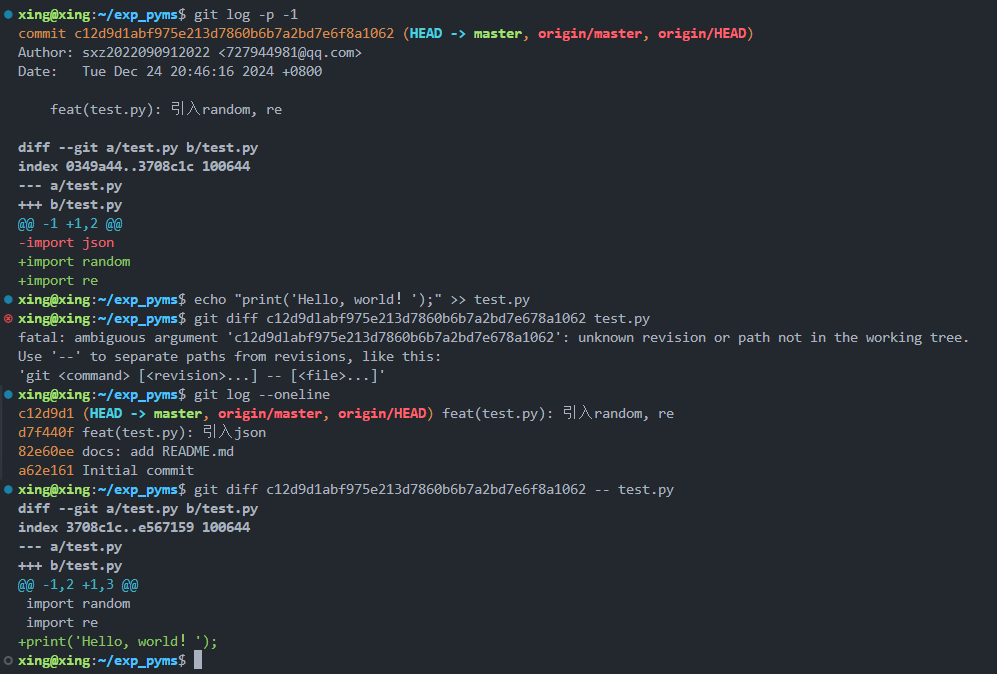 xing@xing:~/exp_pyms$ git log -p -1
commit c12d9d1abf975e213d7860b6b7a2bd7e6f8a1062 (HEAD -> master, origin/master, origin/HEAD)
Author: sxz2022090912022 <727944981@qq.com>
Date:   Tue Dec 24 20:46:16 2024 +0800
    feat(test.py): 引入random, re
diff --git a/test.py b/test.py
index 0349a44..3708c1c 100644
--- a/test.py
+++ b/test.py
@@ -1 +1,2 @@
-import json
+import random
+import re
xing@xing:~/exp_pyms$ echo "print('Hello, world！');" >> test.py
xing@xing:~/exp_pyms$ git diff c12d9dlabf975e213d7860b6b7a2bd7e678a1062 test.py
fatal: ambiguous argument 'c12d9dlabf975e213d7860b6b7a2bd7e678a1062': unknown revision or path not in the working tree.
Use '--' to separate paths from revisions, like this:
'git <command> [<revision>...] -- [<file>...]'
xing@xing:~/exp_pyms$ git log --oneline
c12d9d1 (HEAD -> master, origin/master, origin/HEAD) feat(test.py): 引入random, re
d7f440f feat(test.py): 引入json
82e60ee docs: add README.md
a62e161 Initial commit
xing@xing:~/exp_pyms$ git diff c12d9d1abf975e213d7860b6b7a2bd7e6f8a1062 -- test.py
diff --git a/test.py b/test.py
index 3708c1c..e567159 100644
--- a/test.py
+++ b/test.py
@@ -1,2 +1,3 @@
 import random
 import re
+print('Hello, world！');
xing@xing:~/exp_pyms$